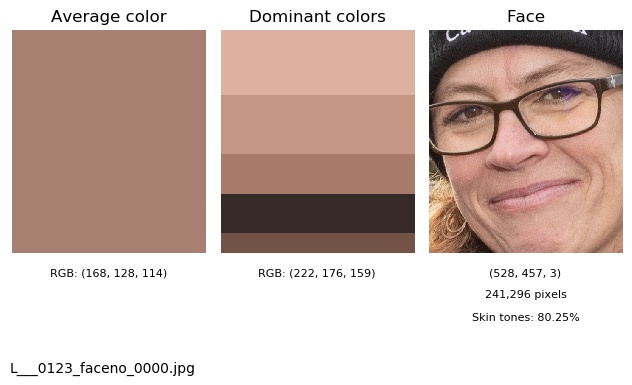 Average color
Dominant colors
Face
RGB: (168, 128, 114)
RGB: (222, 176, 159)
(528, 457, 3)
241,296 pixels
Skin tones: 80.25%
L___0123_faceno_0000.jpg